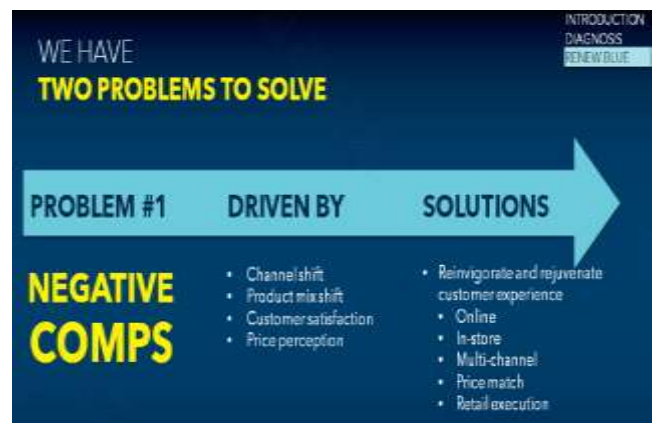 INTRODUCTION
DIAGNOSIS
RENEW BLUE
WE HAVE
TWO PROBLEMS TO SOLVE
PROBLEM #1
DRIVEN BY
SOLUTIONS
NEGATIVE
COMPS
• Channel shift
• Product mix shift
• Customer satisfaction
• Price perception
• Reinvigorate and rejuvenate
customer experience
• Online
• In-store
• Multi-channel
• Price match
• Retail execution